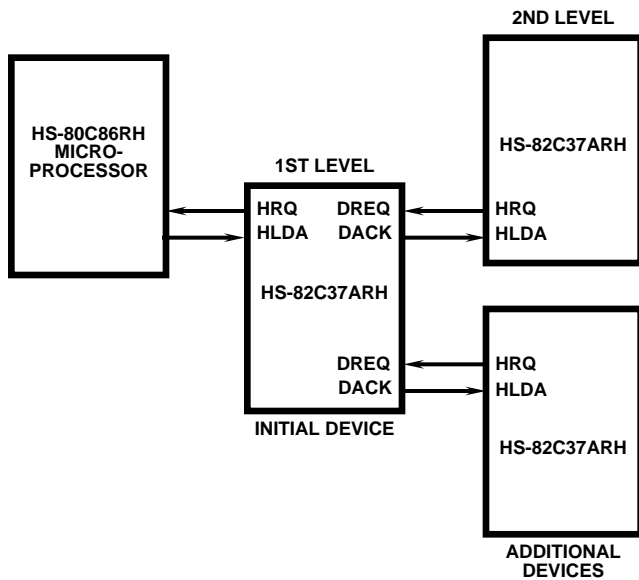 2ND LEVEL
HS-80C86RH
MICRO-
PROCESSOR
HS-82C37ARH
1ST LEVEL
HRQ DREQ
HLDA DACK
HRQ
HLDA
HS-82C37ARH
DREQ
DACK
HRQ
HLDA
INITIAL DEVICE
HS-82C37ARH
ADDITIONAL
DEVICES